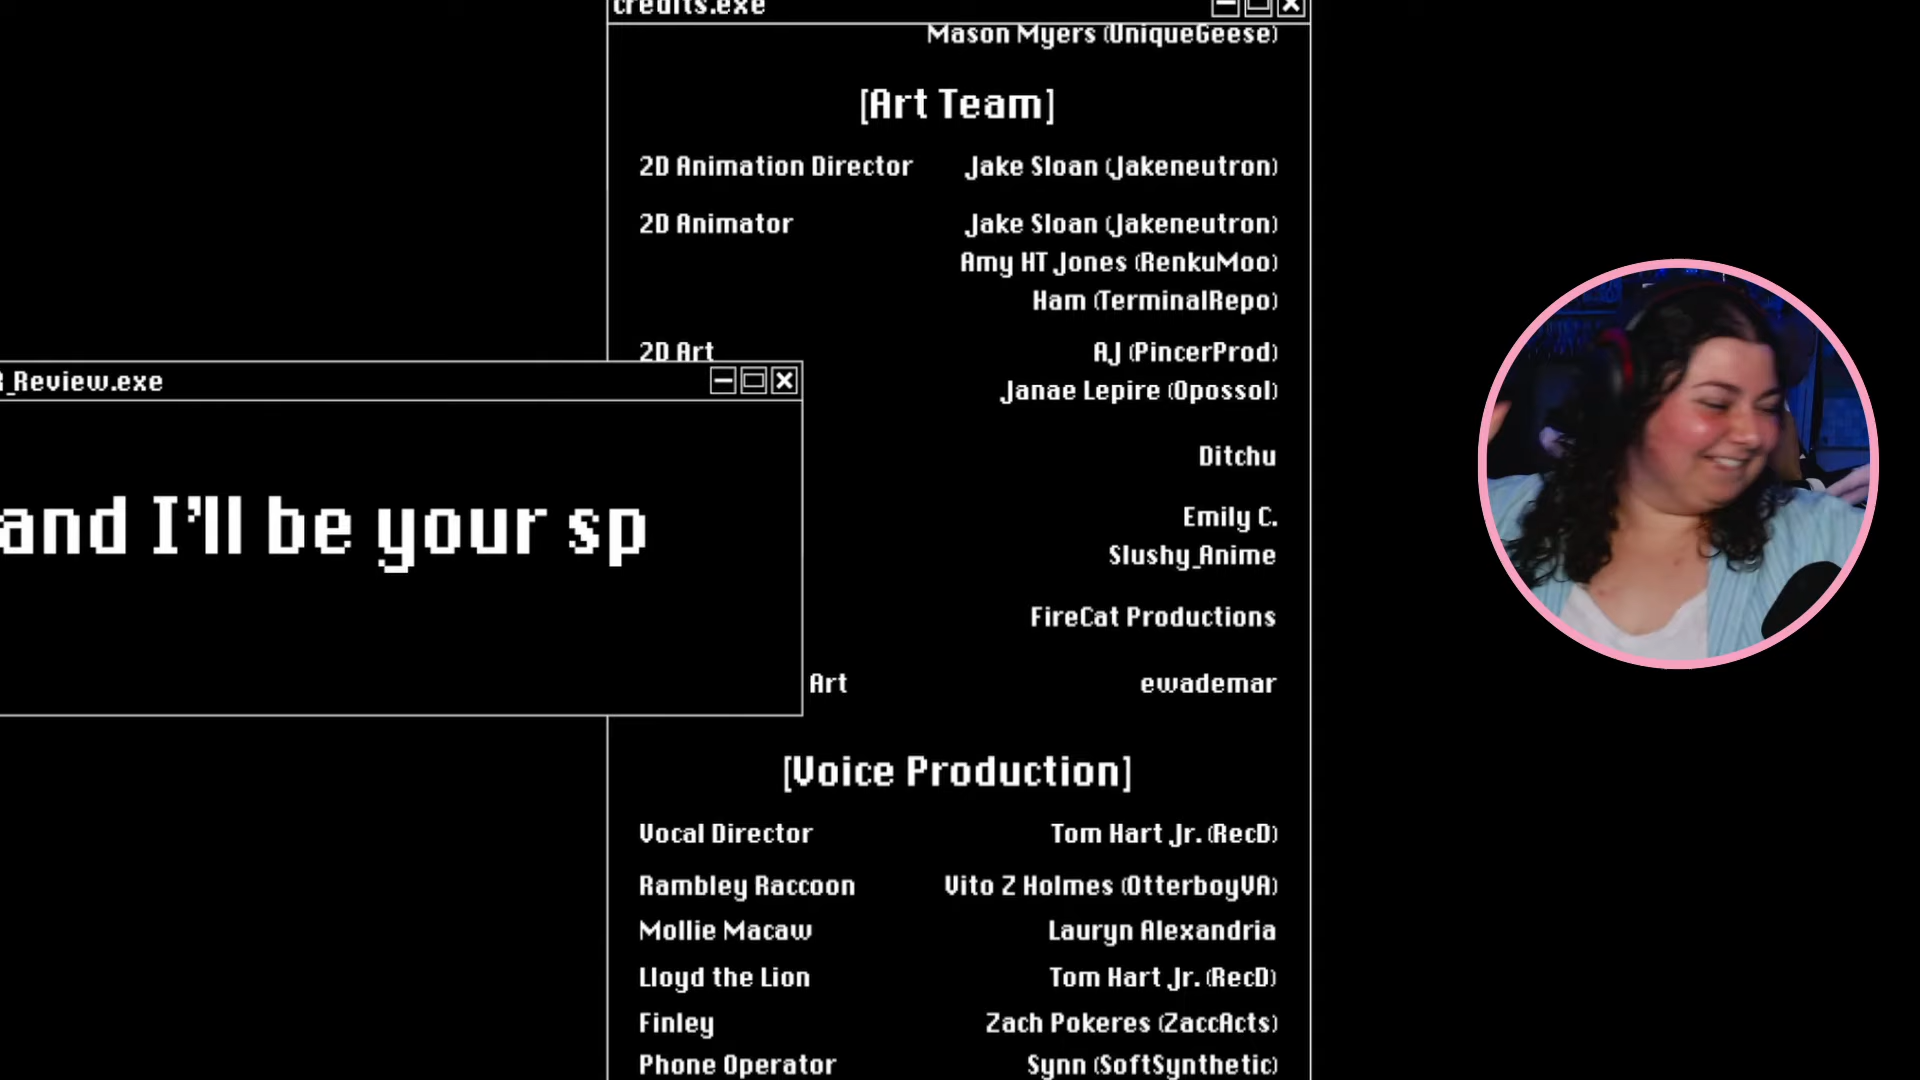 credits.exe
Mason Myers (UniqueGeese)
[Art Team]
2D Animation Director Jake Sloan (Jakeneutron)
2D Animator Jake Sloan (Jakeneutron)
Amy HT Jones (RenkuMoo)
Ham (TerminalRepo)
2D Art AJ (PincerProd)
_Review.exe
Janae Lepire (Opossol)
Ditchu
and I'll be your sp
Emily C.
Slushy_Anime
FireCat Productions
Art ewademar
[Voice Production]
Vocal Director Tom Hart Jr. (RecD)
Rambley Raccoon Vito Z Holmes (OtterboyVA)
Mollie Macaw Lauryn Alexandria
Lloyd the Lion Tom Hart Jr. (RecD)
Finley Zach Pokeres (ZaccActs)
Phone Operator Synn (SoftSynthetic)